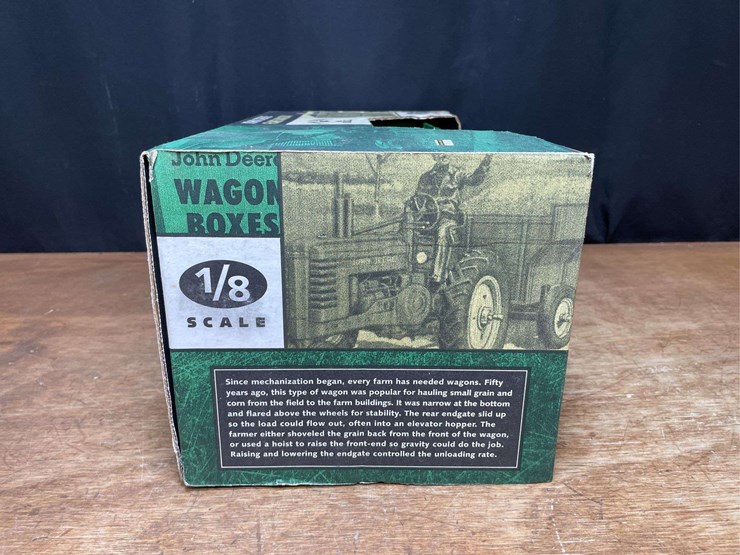 John Deere
WAGON
BOXES
1/8
SCALE
JOHN DEERE
Since mechanization began, every farm has needed wagons. Fifty
years ago, this type of wagon was popular for hauling small grain and
corn from the field to the farm buildings. It was narrow at the bottom
and flared above the wheels for stability. The rear endgate slid up
so the load could flow out, often into an elevator hopper. The
farmer either shoveled the grain back from the front of the wagon,
or used a hoist to raise the front-end so gravity could do the job.
Raising and lowering the endgate controlled the unloading rate.